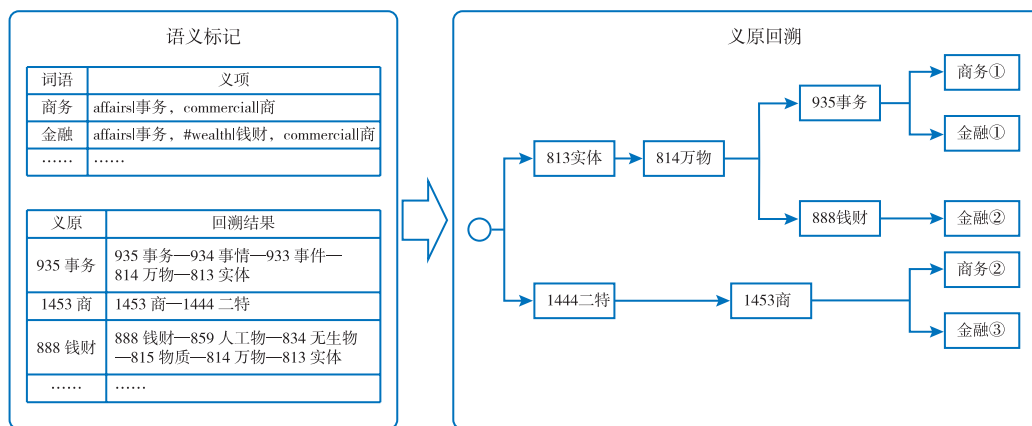 语义标记
词语 义项
商务 affairs|事务，commercial|商
金融 affairs|事务，#wealth|钱财，commercial|商
…… ……
义原 回溯结果
935 事务 935 事务—934 事情—933 事件—
814 万物—813 实体
1453 商 1453 商—1444 二特
888 钱财 888 钱财—859 人工物—834 无生物
—815 物质—814 万物—813 实体
…… ……
义原回溯
商务①
935事务
金融①
813实体 814万物
888钱财 金融②
商务②
1444二特 1453商
金融③